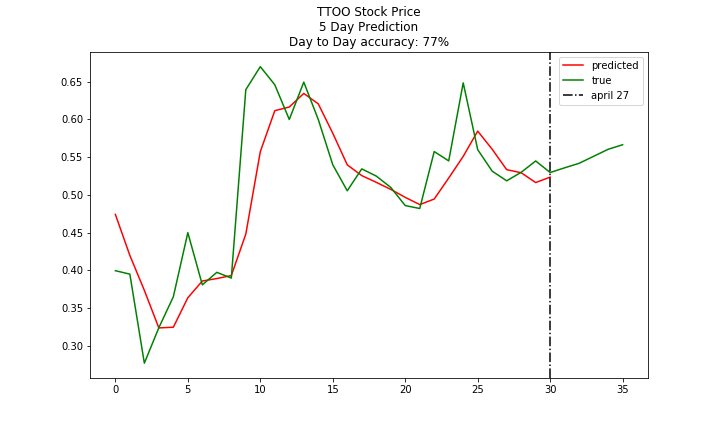 TTOO Stock Price
5 Day Prediction
Day to Day accuracy: 77%
predicted
true
april 27
0.65
0.60
0.55
0.50
0.45
0.40
0.35
0.30
0 5 10 15 20 25 30 35